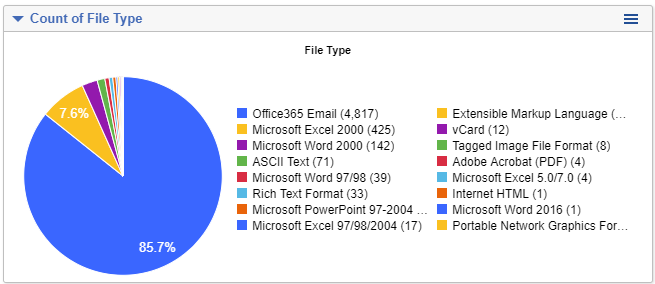 Count of File Type
File Type
7.6%
85.7%
Office365 Email (4,817)
Microsoft Excel 2000 (425)
Microsoft Word 2000 (142)
ASCII Text (71)
Microsoft Word 97/98 (39)
Rich Text Format (33)
Microsoft PowerPoint 97-2004 ...
Microsoft Excel 97/98/2004 (17)
Extensible Markup Language (...
vCard (12)
Tagged Image File Format (8)
Adobe Acrobat (PDF) (4)
Microsoft Excel 5.0/7.0 (4)
Internet HTML (1)
Microsoft Word 2016 (1)
Portable Network Graphics For...